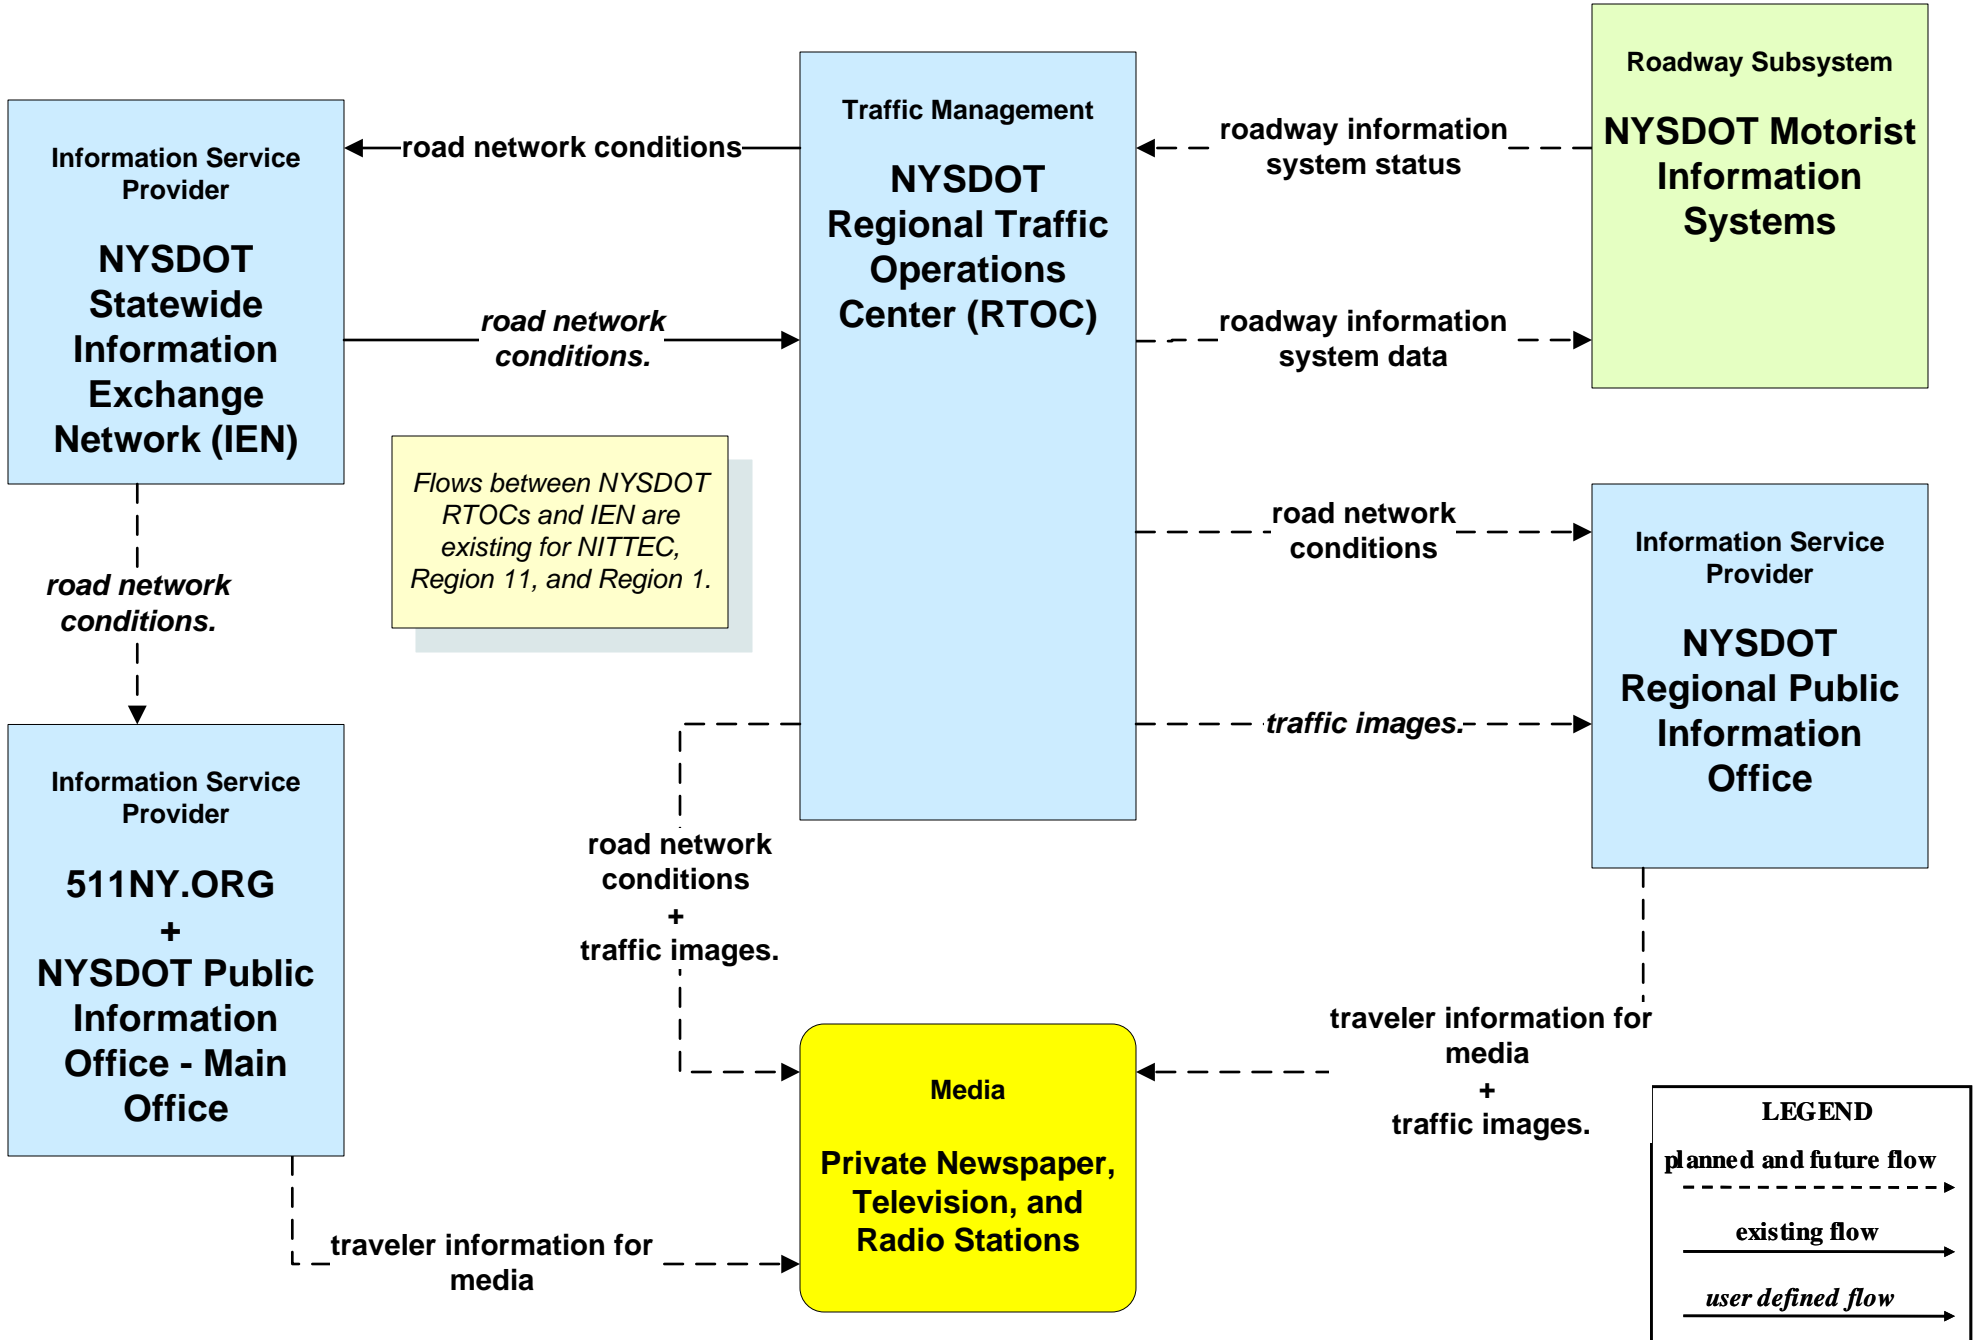 Information Service
Provider
NYSDOT
Statewide
Information
Exchange
Network (IEN)
road network conditions
road network
conditions.
Traffic Management
NYSDOT
Regional Traffic
Operations
Center (RTOC)
roadway information
system status
roadway information
system data
Roadway Subsystem
NYSDOT Motorist
Information
Systems
Flows between NYSDOT
RTOCs and IEN are
existing for NITTEC,
Region 11, and Region 1.
road network
conditions
traffic images.
Information Service
Provider
NYSDOT
Regional Public
Information
Office
road network
conditions.
Information Service
Provider
511NY.ORG
+
NYSDOT Public
Information
Office - Main
Office
road network
conditions
+
traffic images.
traveler information for
media
+
traffic images.
Media
Private Newspaper,
Television, and
Radio Stations
traveler information for
media
LEGEND
planned and future flow
existing flow
user defined flow